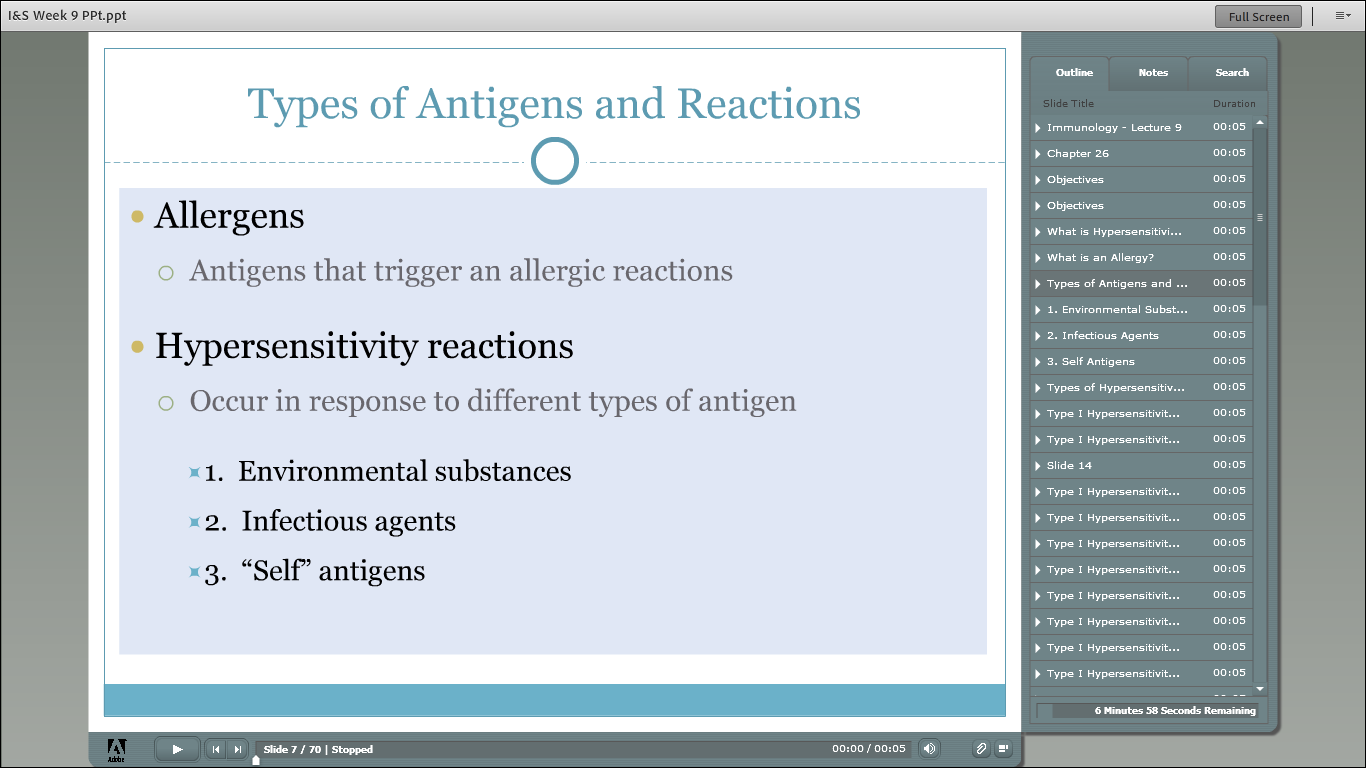 I&S Week 9 PPt.ppt
Full Screen
Types of Antigens and Reactions
Allergens
Antigens that trigger an allergic reactions
Hypersensitivity reactions
Occur in response to different types of antigen
1. Environmental substances
2. Infectious agents
3. “Self” antigens
Outline Notes Search
Slide Title Duration
Immunology - Lecture 9 00:05
Chapter 26 00:05
Objectives 00:05
Objectives 00:05
What is Hypersensitivi... 00:05
What is an Allergy? 00:05
Types of Antigens and ... 00:05
1. Environmental Subst... 00:05
2. Infectious Agents 00:05
3. Self Antigens 00:05
Types of Hypersensitiv... 00:05
Type I Hypersensitivit... 00:05
Type I Hypersensitivit... 00:05
Slide 14 00:05
Type I Hypersensitivit... 00:05
Type I Hypersensitivit... 00:05
Type I Hypersensitivit... 00:05
Type I Hypersensitivit... 00:05
Type I Hypersensitivit... 00:05
Type I Hypersensitivit... 00:05
Type I Hypersensitivit... 00:05
Type I Hypersensitivit... 00:05
6 Minutes 58 Seconds Remaining
Adobe
Slide 7 / 70 | Stopped 00:00 / 00:05